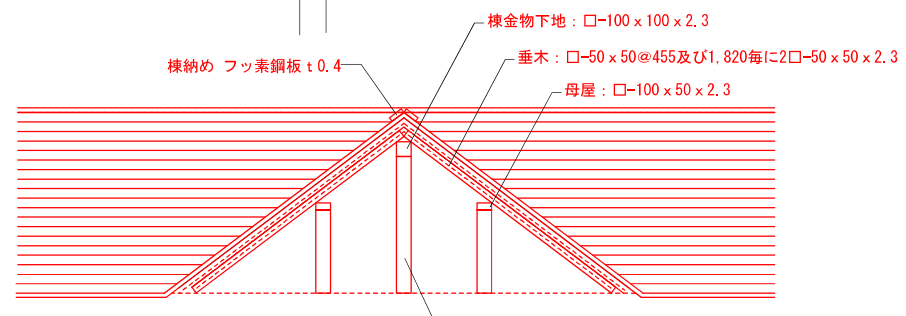 棟金物下地：□-100ｘ100ｘ2.3
垂木：□-50ｘ50@455及び1,820毎に2□-50ｘ50ｘ2.3
棟納め フッ素鋼板ｔ0.4
母屋：□-100ｘ50ｘ2.3